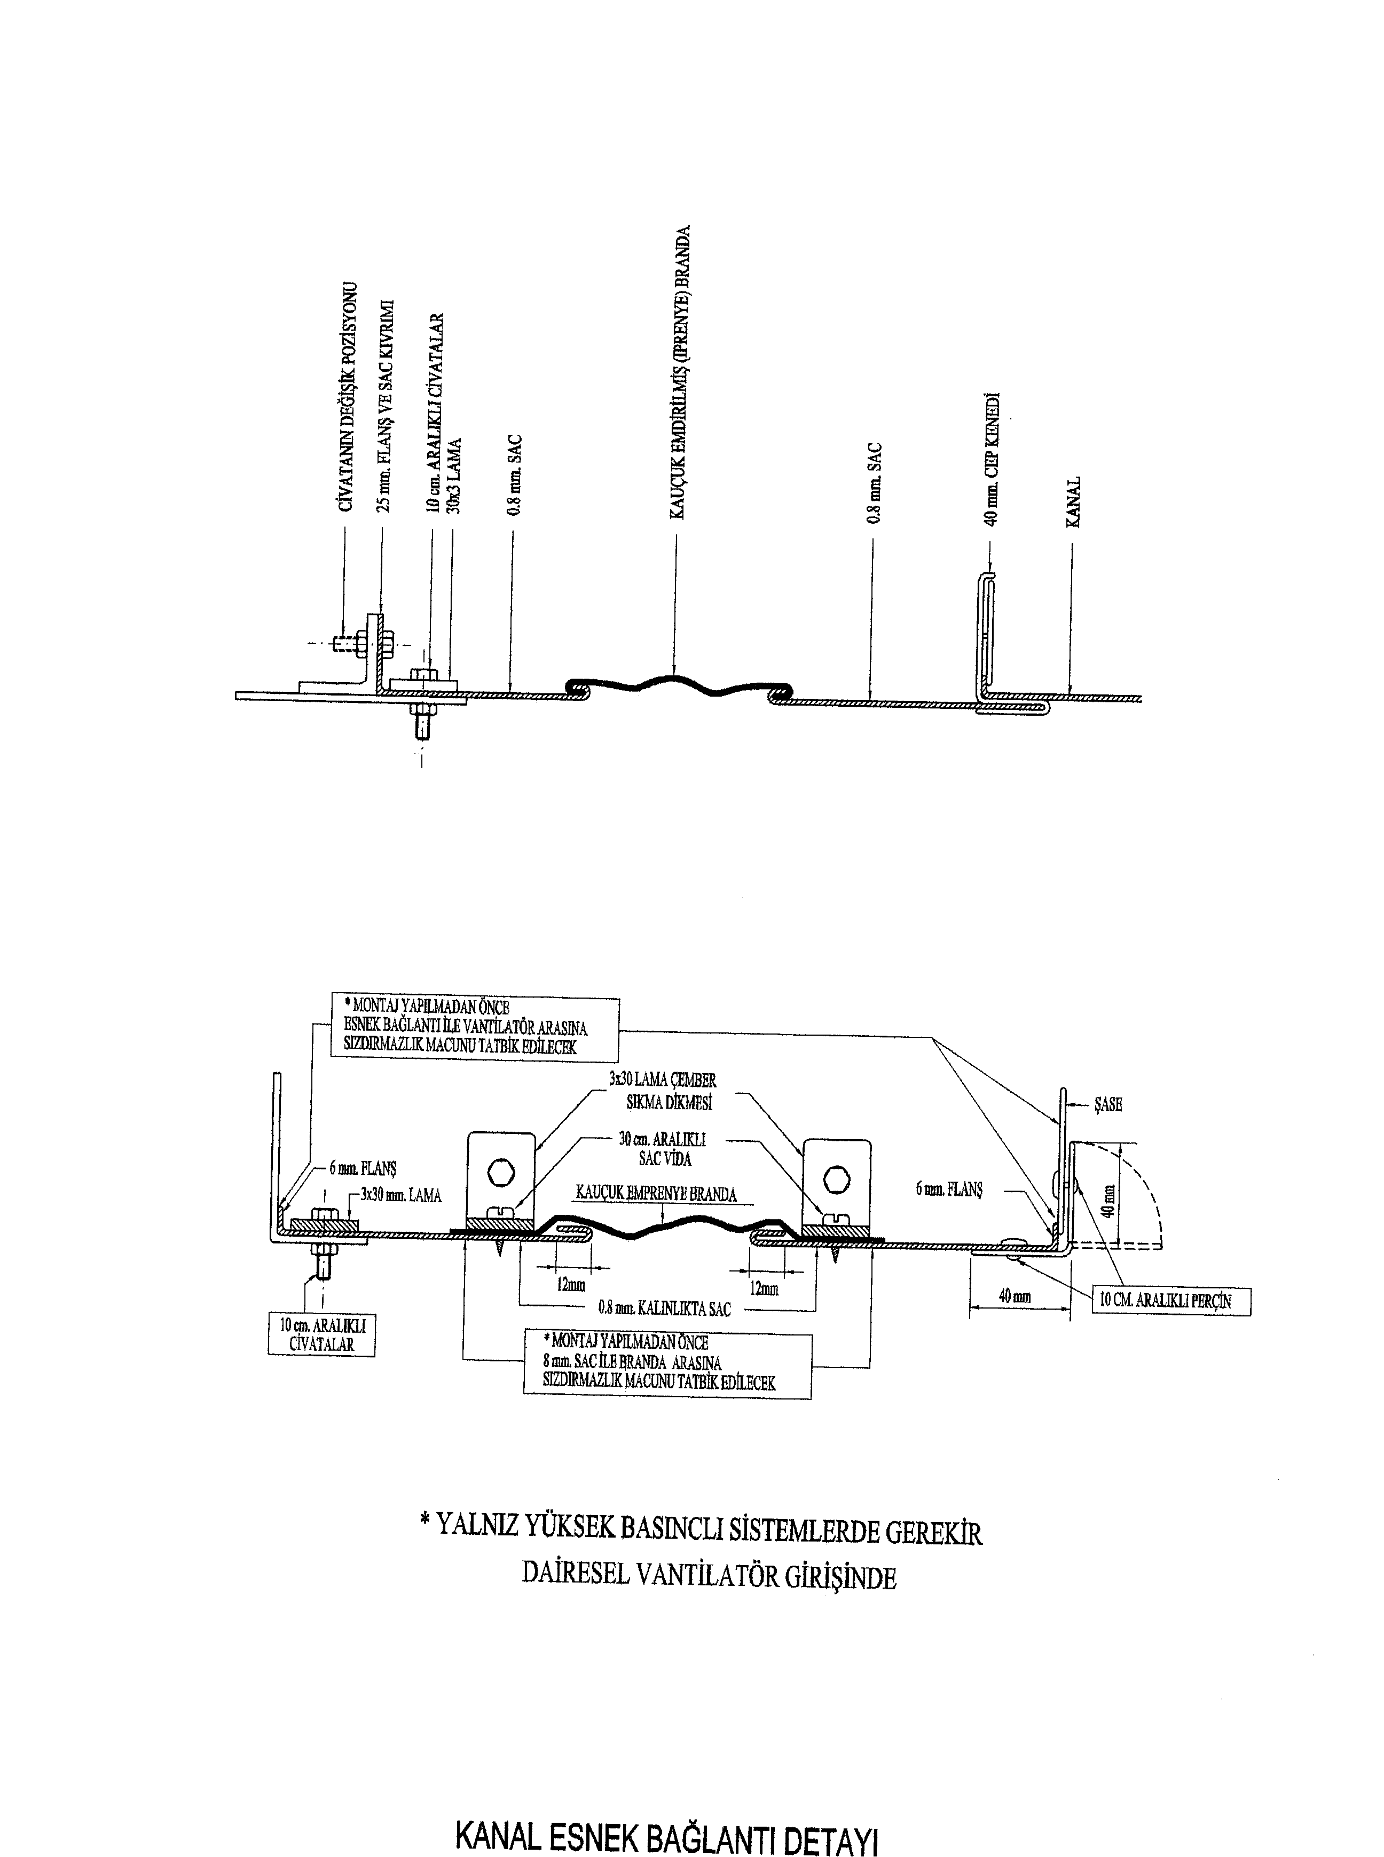 CİVATANIN DEĞİŞİK POZİSYONU
25 mm. FLANŞ VE SAC KIVRIMI
10 cm. ARALIKLI CİVATALAR
30x3 LAMA
0.8 mm. SAC
KAUÇUK EMDİRİLMİŞ (IPRENYE) BRANDA
0.8 mm. SAC
40 mm. CEP KENEDİ
KANAL
* MONTAJ YAPILMADAN ÖNCE
ESNEK BAĞLANTI İLE VANTİLATÖR ARASINA
SIZDIRMAZLIK MACUNU TATBİK EDİLECEK
3x30 LAMA ÇEMBER
SIKMA DİKMESİ
ŞASE
30 cm. ARALIKLI
SAC VİDA
6 mm. FLANŞ
3x30 mm. LAMA
KAUÇUK EMPRENYE BRANDA
6 mm. FLANŞ
40 mm
12mm
12mm
40 mm
10 CM. ARALIKLI PERÇİN
0.8 mm. KALINLIKTA SAC
10 cm. ARALIKLI
CİVATALAR
* MONTAJ YAPILMADAN ÖNCE
8 mm. SAC İLE BRANDA ARASINA
SIZDIRMAZLIK MACUNU TATBİK EDİLECEK
* YALNIZ YÜKSEK BASINCLI SİSTEMLERDE GEREKİR
DAİRESEL VANTİLATÖR GİRİŞİNDE
KANAL ESNEK BAĞLANTI DETAYI